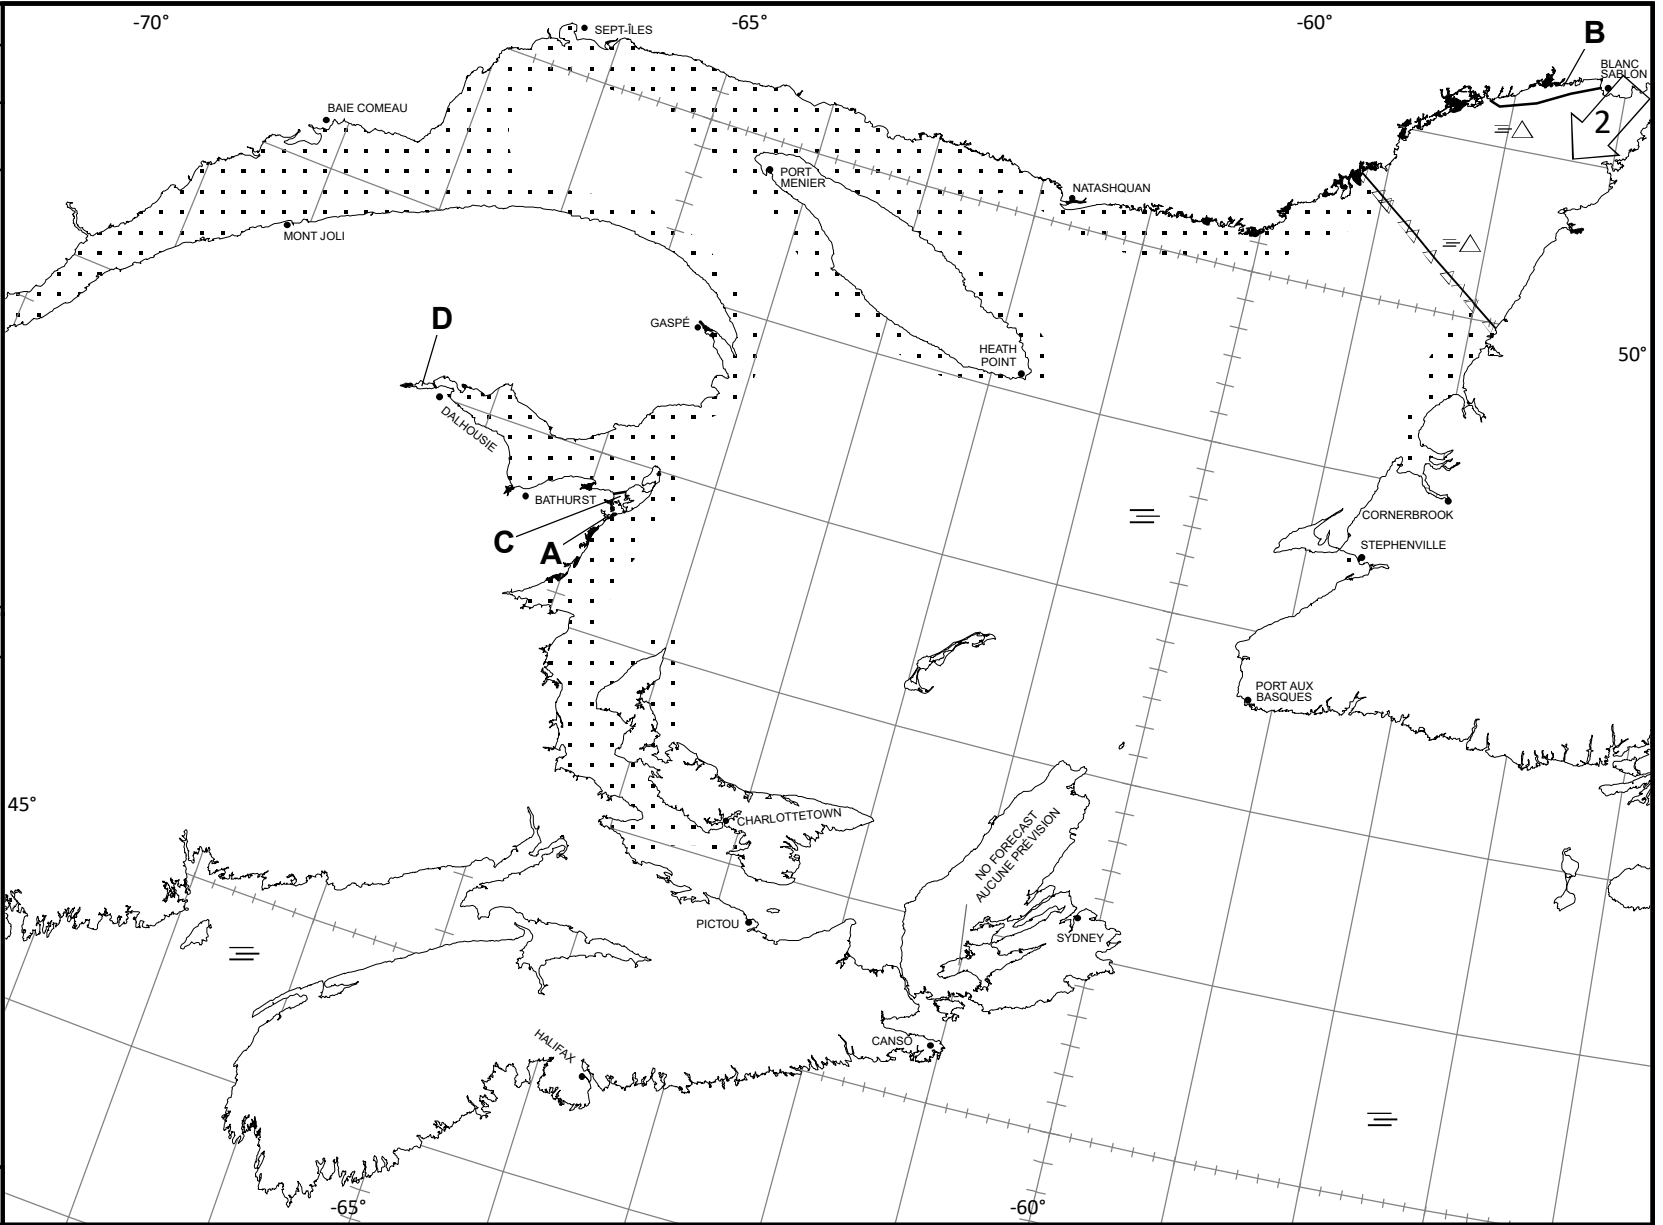 -70°
-65°
-60°
SEPT-ÎLES
B
BLANC
SABLON
BAIE COMEAU
2
PORT
MENIER
NATASHQUAN
MONT JOLI
D
GASPÉ
HEATH
POINT
50°
DALHOUSIE
BATHURST
C
A
CORNERBROOK
STEPHENVILLE
PORT AUX
BASQUES
45°
CHARLOTTETOWN
NO FORECAST
AUCUNE PRÉVISION
PICTOU
SYDNEY
HALIFAX
CANSO
-65°
-60°